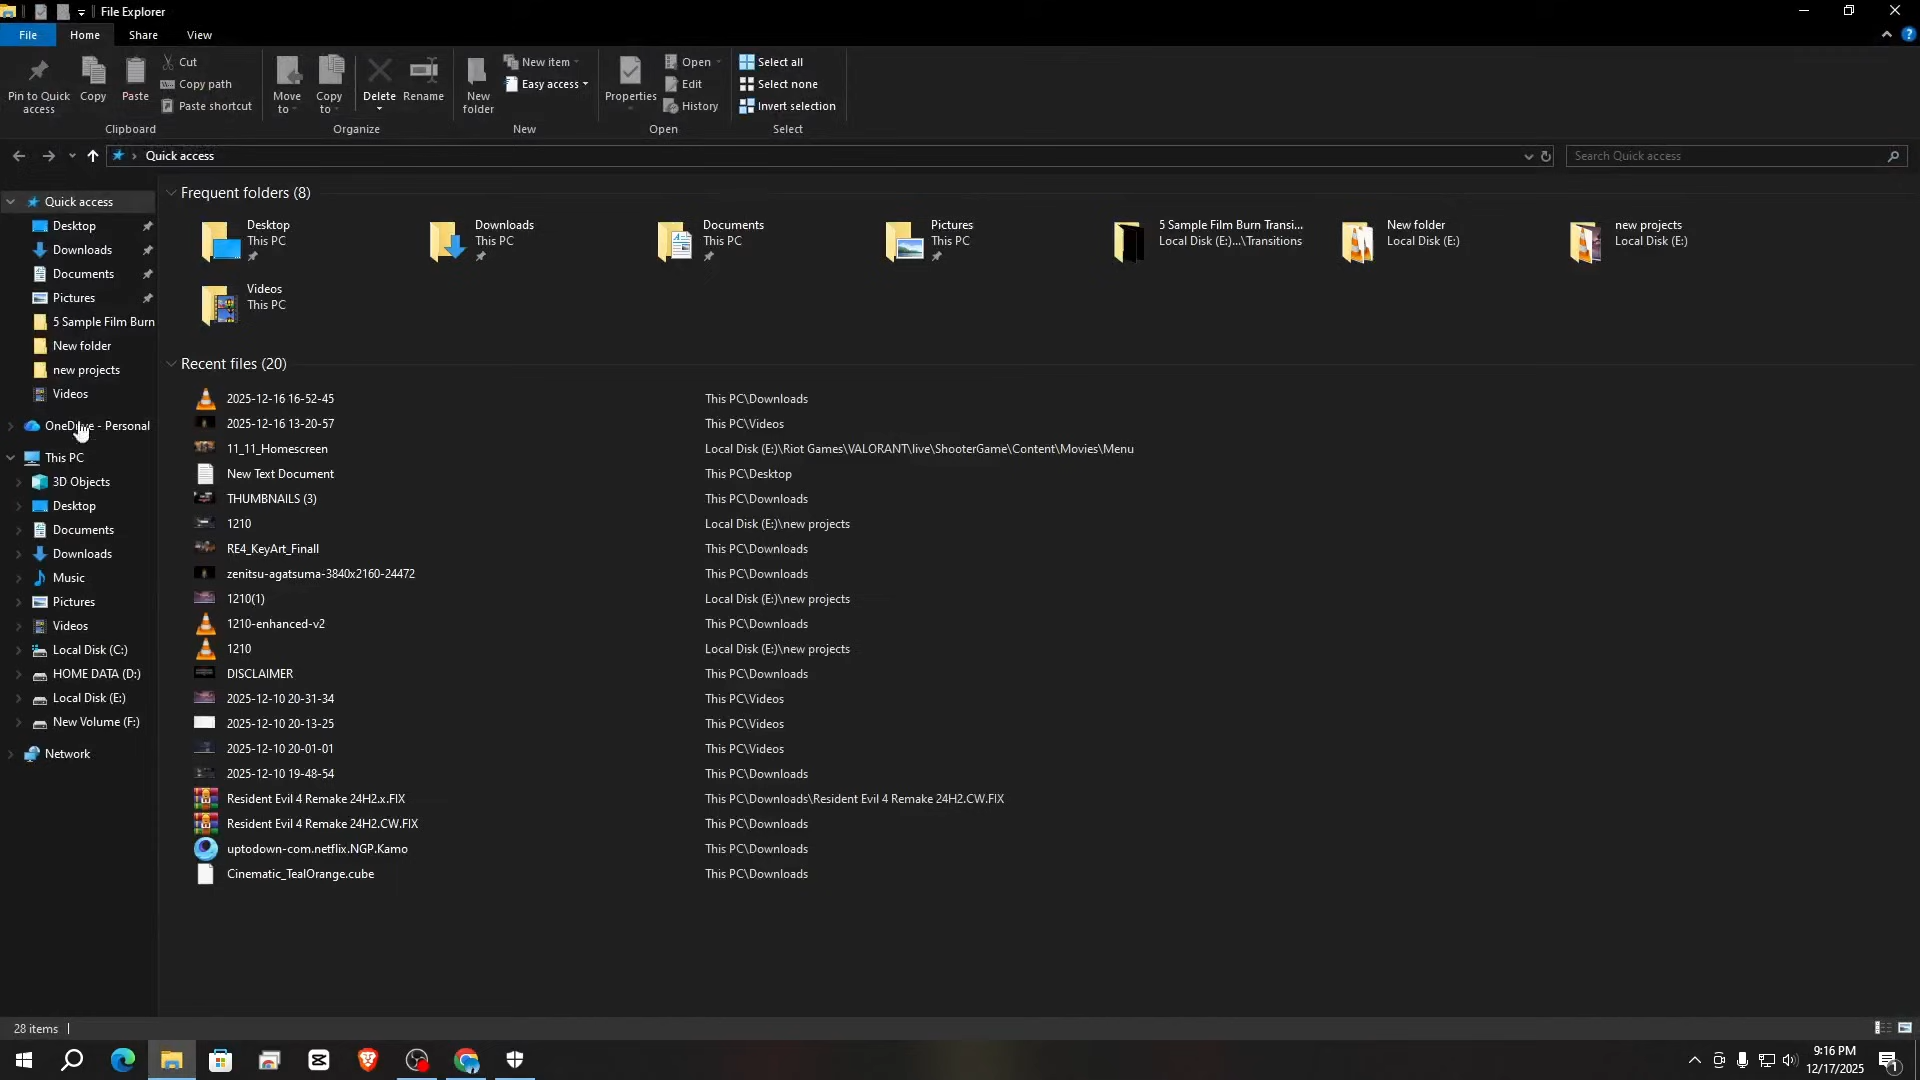 File Explorer
File
Home
Share
View
Pin to Quick access
Copy
Paste
Cut
Copy path
Paste shortcut
Move to
Copy to
Delete
Rename
New folder
New item
Easy access
Properties
Open
Edit
History
Select all
Select none
Invert selection
Clipboard
Organize
New
Open
Select
Quick access
Search Quick access
Quick access
Desktop
Downloads
Documents
Pictures
5 Sample Film Burn
New folder
new projects
Videos
OneDrive - Personal
This PC
3D Objects
Desktop
Documents
Downloads
Music
Pictures
Videos
Local Disk (C:)
HOME DATA (D:)
Local Disk (E:)
New Volume (F:)
Network
Frequent folders (8)
Desktop
This PC
Downloads
This PC
Documents
This PC
Pictures
This PC
5 Sample Film Burn Transi...
Local Disk (E:)...\Transitions
New folder
Local Disk (E:)
new projects
Local Disk (E:)
Videos
This PC
Recent files (20)
2025-12-16 16-52-45 This PC\Downloads
2025-12-16 13-20-57 This PC\Videos
11_11_Homescreen Local Disk (E:)\Riot Games\VALORANT\live\ShooterGame\Content\Movies\Menu
New Text Document This PC\Desktop
THUMBNAILS (3) This PC\Downloads
1210 Local Disk (E:)\new projects
RE4_KeyArt_Finall This PC\Downloads
zenitsu-agatsuma-3840x2160-24472 This PC\Downloads
1210(1) Local Disk (E:)\new projects
1210-enhanced-v2 This PC\Downloads
1210 Local Disk (E:)\new projects
DISCLAIMER This PC\Downloads
2025-12-10 20-31-34 This PC\Videos
2025-12-10 20-13-25 This PC\Videos
2025-12-10 20-01-01 This PC\Videos
2025-12-10 19-48-54 This PC\Downloads
Resident Evil 4 Remake 24H2.x.FIX This PC\Downloads\Resident Evil 4 Remake 24H2.CW.FIX
Resident Evil 4 Remake 24H2.CW.FIX This PC\Downloads
uptodown-com.netflix.NGP.Kamo This PC\Downloads
Cinematic_TealOrange.cube This PC\Downloads
28 items
9:16 PM
12/17/2025
1